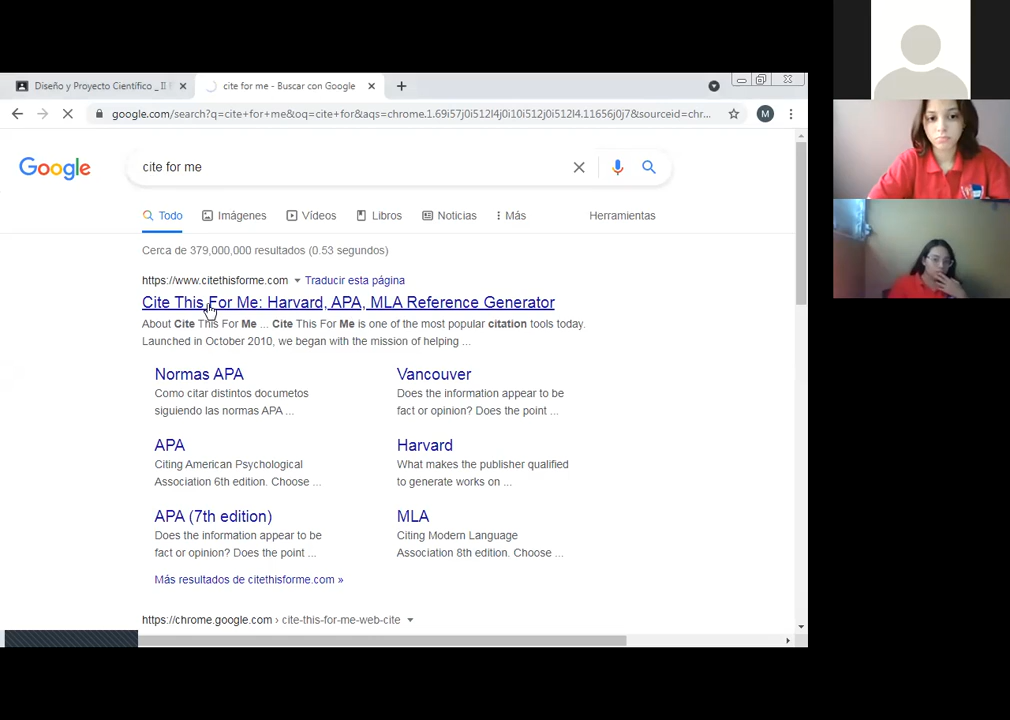 Diseño y Proyecto Científico _ II
cite for me - Buscar con Google
google.com/search?q=cite+for+me&oq=cite+for&aqs=chrome.1.69i57j0i512l4j0i10i512j0i512l4.11656j0j7&sourceid=chr...
M
Google
cite for me
Todo
Imágenes
Vídeos
Libros
Noticias
Más
Herramientas
Cerca de 379,000,000 resultados (0.53 segundos)
https://www.citethisforme.com
Traducir esta página
Cite This For Me: Harvard, APA, MLA Reference Generator
About Cite This For Me ... Cite This For Me is one of the most popular citation tools today.
Launched in October 2010, we began with the mission of helping ...
Normas APA
Como citar distintos documetos
siguiendo las normas APA ...
Vancouver
Does the information appear to be
fact or opinion? Does the point ...
APA
Citing American Psychological
Association 6th edition. Choose ...
Harvard
What makes the publisher qualified
to generate works on ...
APA (7th edition)
Does the information appear to be
fact or opinion? Does the point ...
MLA
Citing Modern Language
Association 8th edition. Choose ...
Más resultados de citethisforme.com »
https://chrome.google.com › cite-this-for-me-web-cite